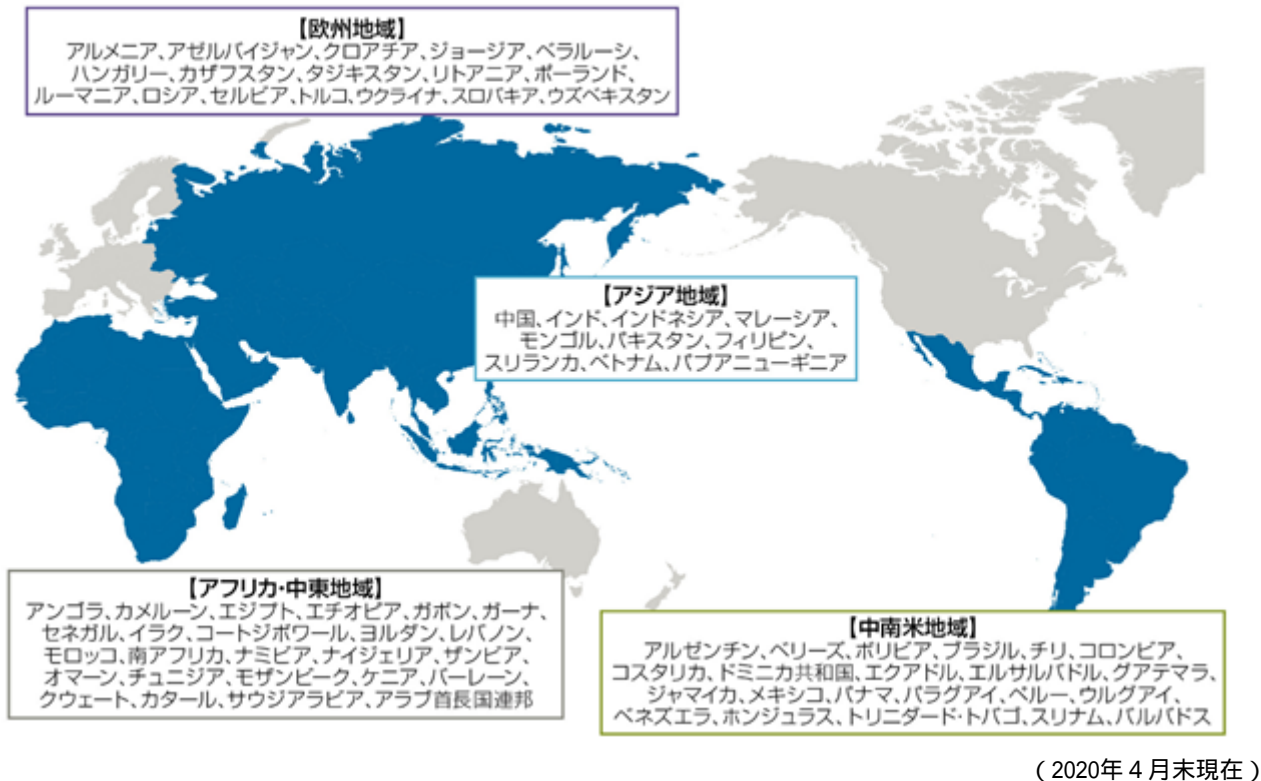 【欧州地域】
アルメニア、アゼルバイジャン、クロアチア、ジョージア、ベラルーシ、
ハンガリー、カザフスタン、タジキスタン、リトアニア、ポーランド、
ルーマニア、ロシア、セルビア、トルコ、ウクライナ、スロバキア、ウズベキスタン
【アジア地域】
中国、インド、インドネシア、マレーシア、
モンゴル、パキスタン、フィリピン、
スリランカ、ベトナム、パプアニューギニア
【アフリカ・中東地域】
アンゴラ、カメルーン、エジプト、エチオピア、ガボン、ガーナ、
セネガル、イラク、コートジボワール、ヨルダン、レバノン、
モロッコ、南アフリカ、ナミビア、ナイジェリア、ザンビア、
オマーン、チュニジア、モザンビーク、ケニア、バーレーン、
クウェート、カタール、サウジアラビア、アラブ首長国連邦
【中南米地域】
アルゼンチン、ベリーズ、ボリビア、ブラジル、チリ、コロンビア、
コスタリカ、ドミニカ共和国、エクアドル、エルサルバドル、グアテマラ、
ジャマイカ、メキシコ、パナマ、パラグアイ、ペルー、ウルグアイ、
ベネズエラ、ホンジュラス、トリニダード・トバゴ、スリナム、バルバドス
(2020年4月末現在)